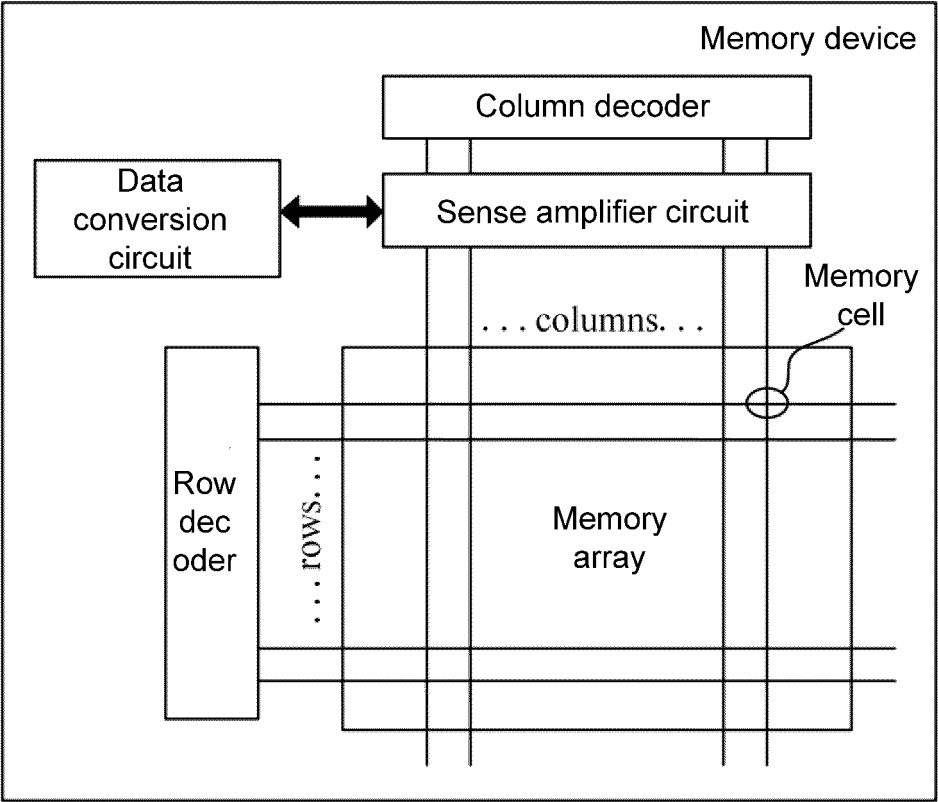 Memory device
Column decoder
Data
conversion
circuit
Sense amplifier circuit
Memory
cell
. . . columns. . .
Row
dec
oder
. . .rows. . .
Memory
array